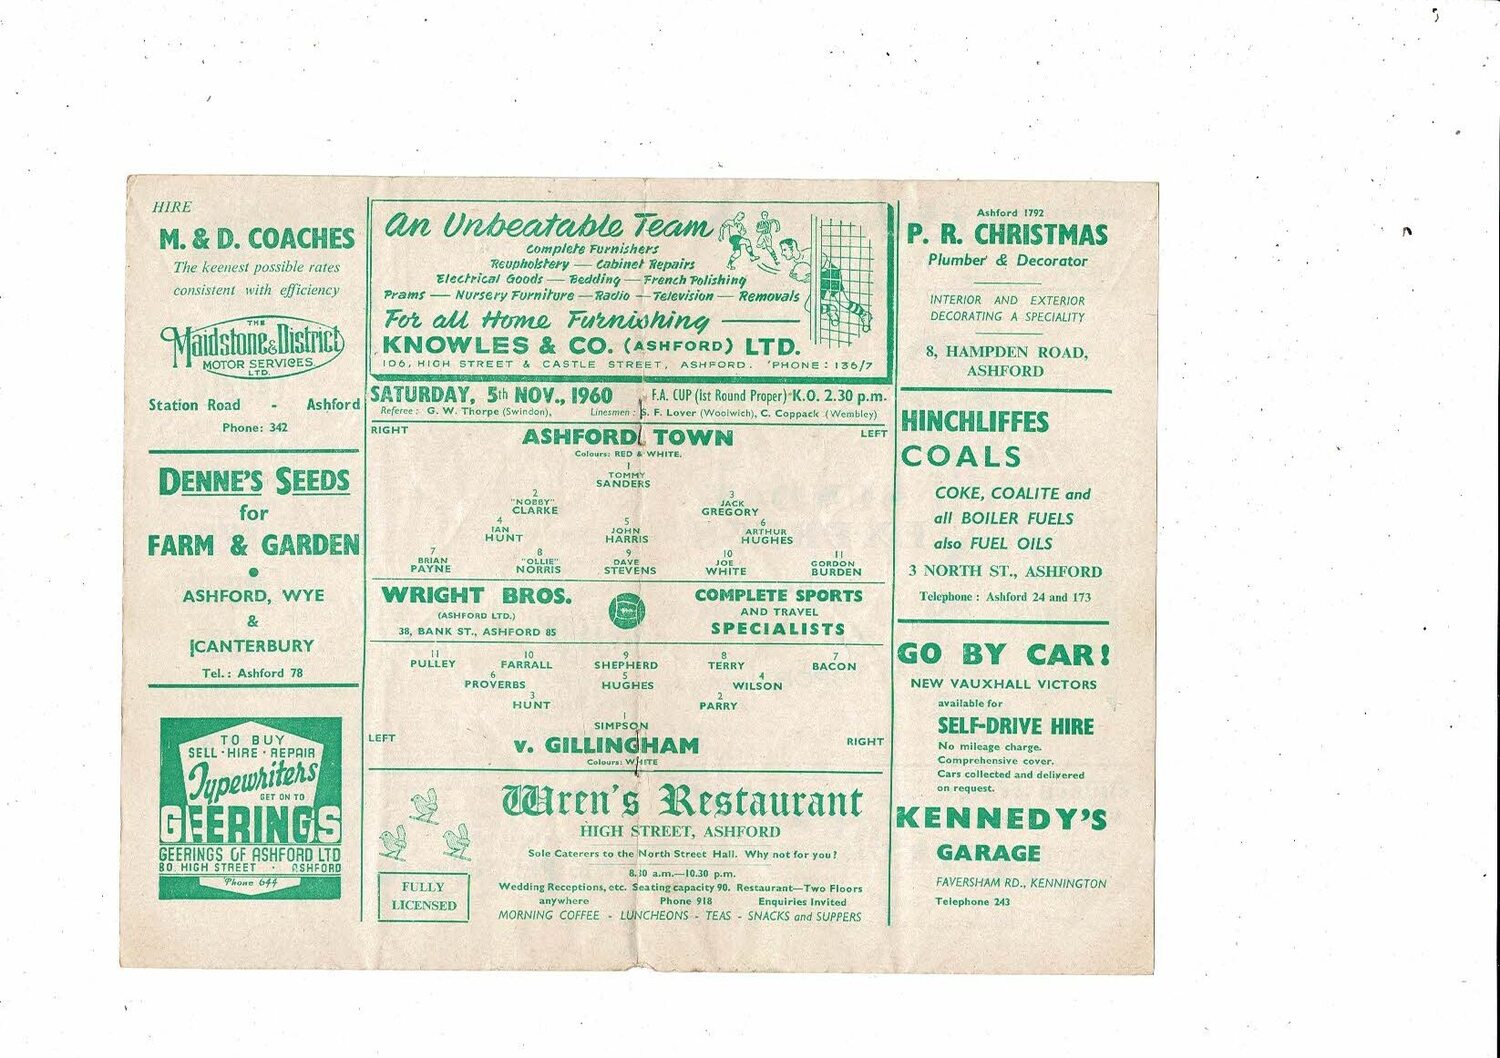 HIRE
M. & D. COACHES
The keenest possible rates
consistent with efficiency
THE
Maidstone & District
MOTOR SERVICES
LTD.
Station Road - Ashford
Phone: 342
DENNE'S SEEDS
for
FARM & GARDEN
ASHFORD, WYE
&
CANTERBURY
Tel.: Ashford 78
TO BUY
SELL · HIRE · REPAIR
Typewriters
GET ON TO
GEERINGS
GEERINGS OF ASHFORD LTD
80 HIGH STREET · ASHFORD
'Phone 644
An Unbeatable Team
Complete Furnishers
Reupholstery — Cabinet Repairs
Electrical Goods — Bedding — French Polishing
Prams — Nursery Furniture — Radio — Television — Removals
For all Home Furnishing
KNOWLES & CO. (ASHFORD) LTD.
106, HIGH STREET & CASTLE STREET, ASHFORD. 'PHONE: 136/7
SATURDAY, 5th NOV., 1960 F.A. CUP (1st Round Proper) K.O. 2.30 p.m.
Referee: G. W. Thorpe (Swindon), Linesmen: S. F. Lover (Woolwich), C. Coppack (Wembley)
RIGHT ASHFORD TOWN LEFT
Colours: RED & WHITE.
1
TOMMY
SANDERS
2 3
"NOBBY" JACK
CLARKE GREGORY
4 5 6
IAN JOHN ARTHUR
HUNT HARRIS HUGHES
7 8 9 10 11
BRIAN "OLLIE" DAVE JOE GORDON
PAYNE NORRIS STEVENS WHITE BURDEN
WRIGHT BROS. COMPLETE SPORTS
(ASHFORD LTD.) AND TRAVEL
38, BANK ST., ASHFORD 85 SPECIALISTS
11 10 9 8 7
PULLEY FARRALL SHEPHERD TERRY BACON
6 5 4
PROVERBS HUGHES WILSON
3 2
HUNT PARRY
1
SIMPSON
LEFT v. GILLINGHAM RIGHT
Colours: WHITE
Wren's Restaurant
HIGH STREET, ASHFORD
Sole Caterers to the North Street Hall. Why not for you?
8.30 a.m.—10.30 p.m.
Wedding Receptions, etc. Seating capacity 90. Restaurant—Two Floors
anywhere Phone 918 Enquiries Invited
MORNING COFFEE - LUNCHEONS - TEAS - SNACKS and SUPPERS
FULLY
LICENSED
Ashford 1792
P. R. CHRISTMAS
Plumber & Decorator
INTERIOR AND EXTERIOR
DECORATING A SPECIALITY
8, HAMPDEN ROAD,
ASHFORD
HINCHLIFFES
COALS
COKE, COALITE and
all BOILER FUELS
also FUEL OILS
3 NORTH ST., ASHFORD
Telephone : Ashford 24 and 173
GO BY CAR!
NEW VAUXHALL VICTORS
available for
SELF-DRIVE HIRE
No mileage charge.
Comprehensive cover.
Cars collected and delivered
on request.
KENNEDY'S
GARAGE
FAVERSHAM RD., KENNINGTON
Telephone 243